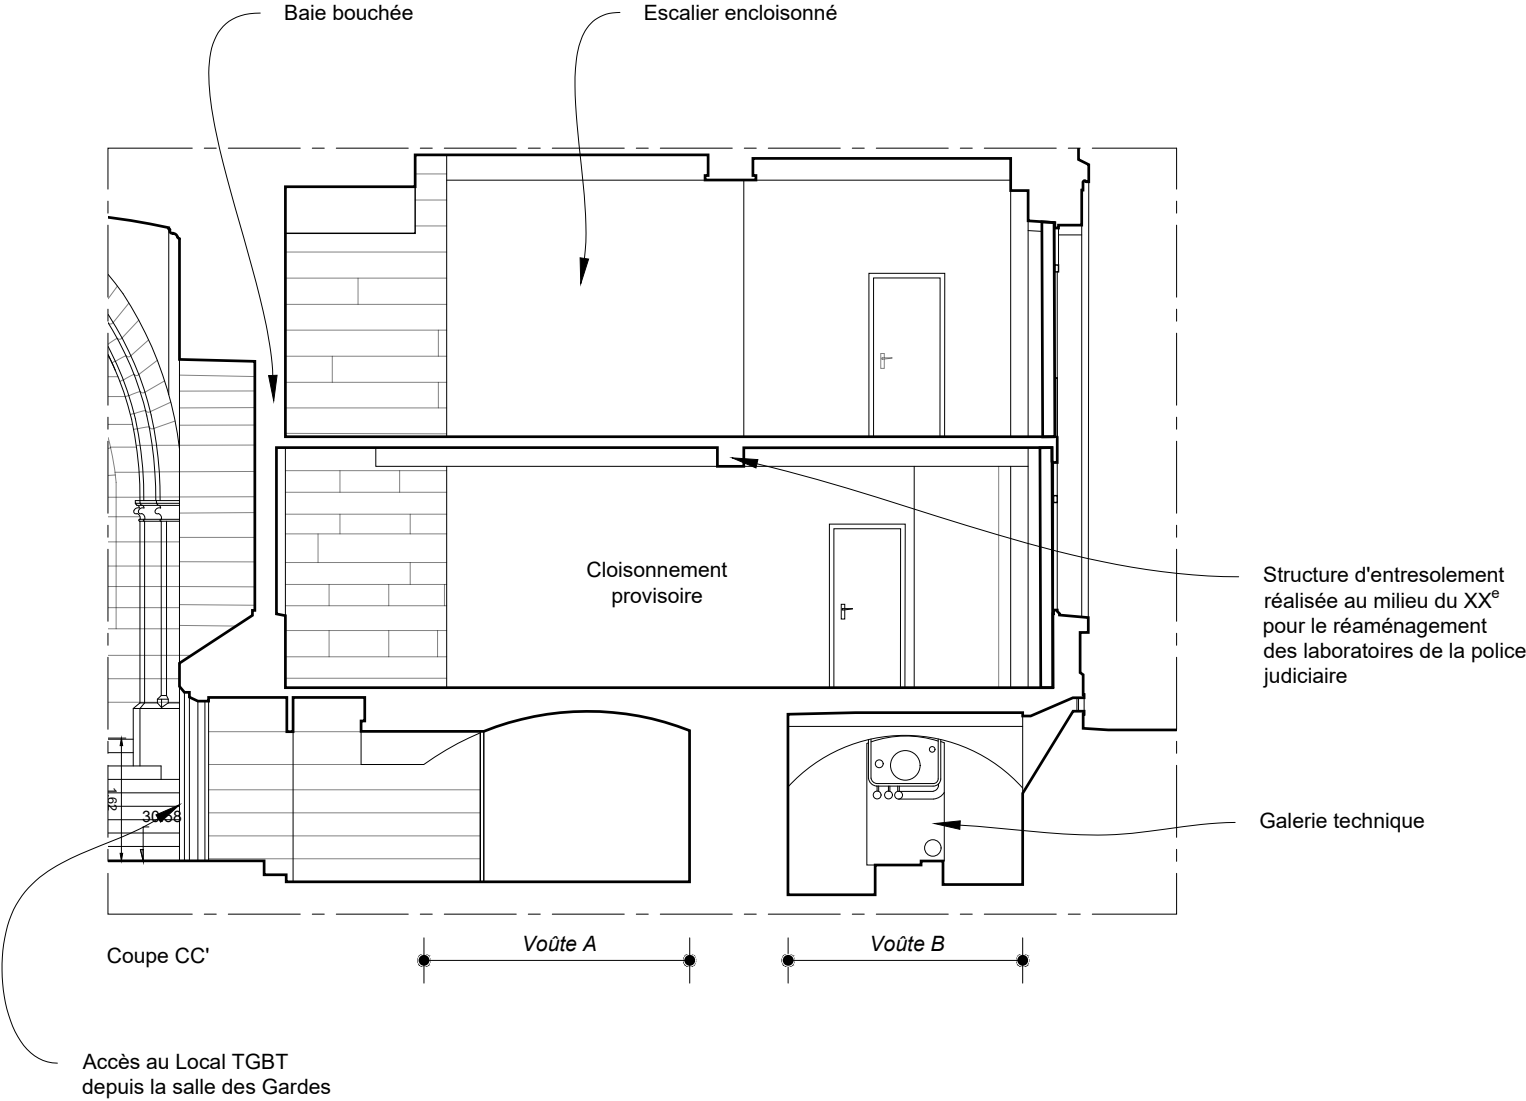 Baie bouchée
Escalier encloisonné
Cloisonnement
provisoire
Structure d'entresolement
réalisée au milieu du XXe
pour le réaménagement
des laboratoires de la police
judiciaire
1.62
30.58
Galerie technique
Voûte A
Voûte B
Coupe CC'
Accès au Local TGBT
depuis la salle des Gardes